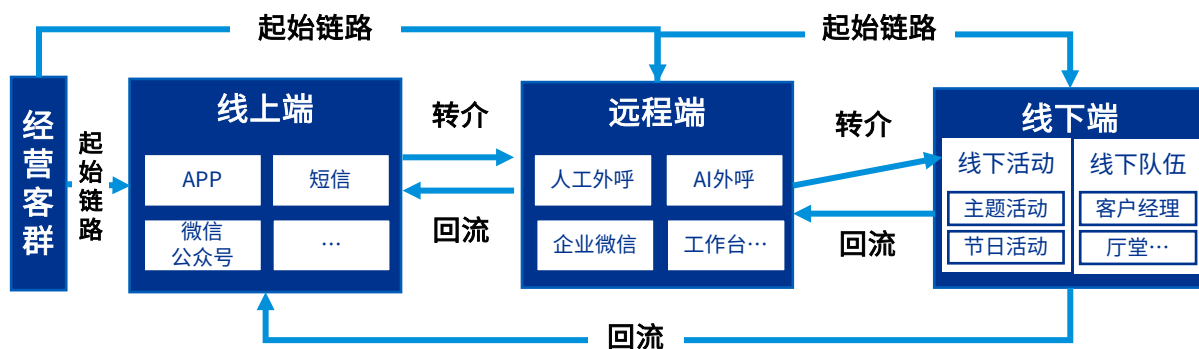 起始链路
起始链路
经营客群
起始链路
线上端
APP
短信
微信
公众号
…
转介
回流
远程端
人工外呼
AI外呼
企业微信
工作台…
转介
回流
线下端
线下活动
主题活动
节日活动
线下队伍
客户经理
厅堂…
回流